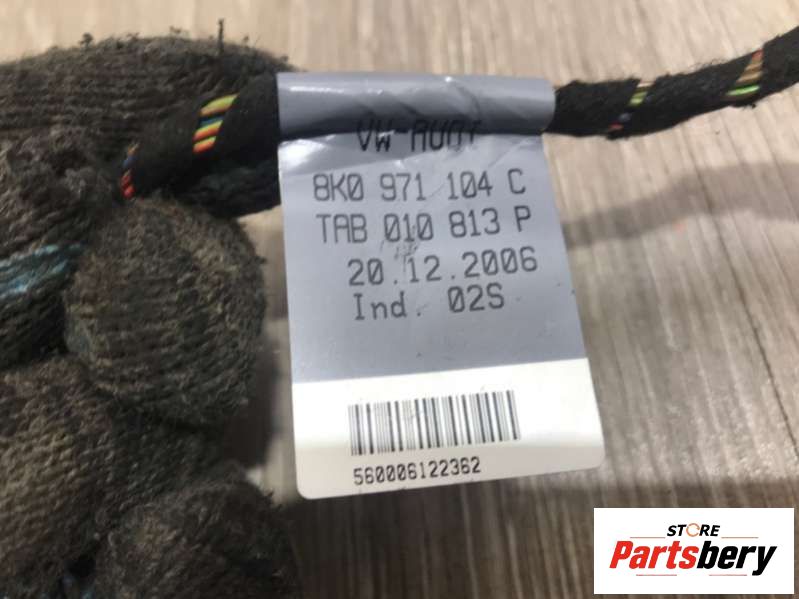 VW-AUDI
8K0 971 104 C
TAB 010 813 P
20.12.2006
Ind. 02S
560006122362
STORE
Partsbery